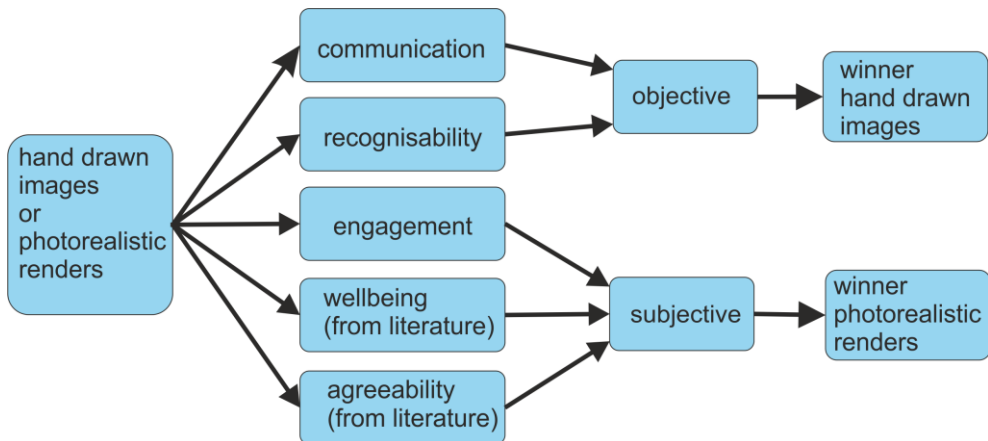 hand drawn
images
or
photorealistic
renders
communication
recognisability
engagement
wellbeing
(from literature)
agreeability
(from literature)
objective
subjective
winner
hand drawn
images
winner
photorealistic
renders